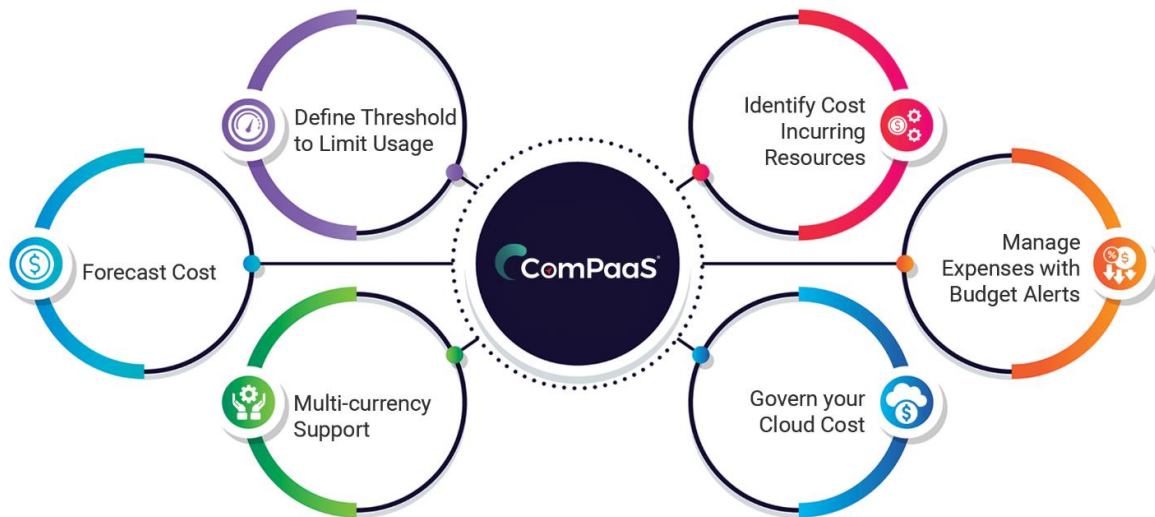 Define Threshold
to Limit Usage
Identify Cost
Incurring
Resources
Forecast Cost
ComPaaS®
Manage
Expenses with
Budget Alerts
Multi-currency
Support
Govern your
Cloud Cost